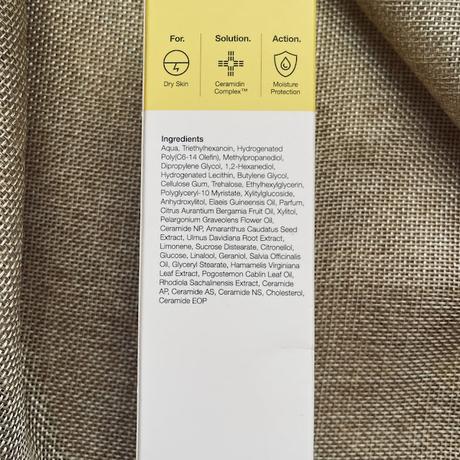 For. Solution. Action.
Dry Skin Ceramidin Complex™ Moisture Protection
Ingredients
Aqua, Triethylhexanoin, Hydrogenated
Poly(C6-14 Olefin), Methylpropanediol,
Dipropylene Glycol, 1,2-Hexanediol,
Hydrogenated Lecithin, Butylene Glycol,
Cellulose Gum, Trehalose, Ethylhexylglycerin,
Polyglyceryl-10 Myristate, Xylitylglucoside,
Anhydroxylitol, Elaeis Guineensis Oil, Parfum,
Citrus Aurantium Bergamia Fruit Oil, Xylitol,
Pelargonium Graveolens Flower Oil,
Ceramide NP, Amaranthus Caudatus Seed
Extract, Ulmus Davidiana Root Extract,
Limonene, Sucrose Distearate, Citronellol,
Glucose, Linalool, Geraniol, Salvia Officinalis
Oil, Glyceryl Stearate, Hamamelis Virginiana
Leaf Extract, Pogostemon Cablin Leaf Oil,
Rhodiola Sachalinensis Extract, Ceramide
AP, Ceramide AS, Ceramide NS, Cholesterol,
Ceramide EOP